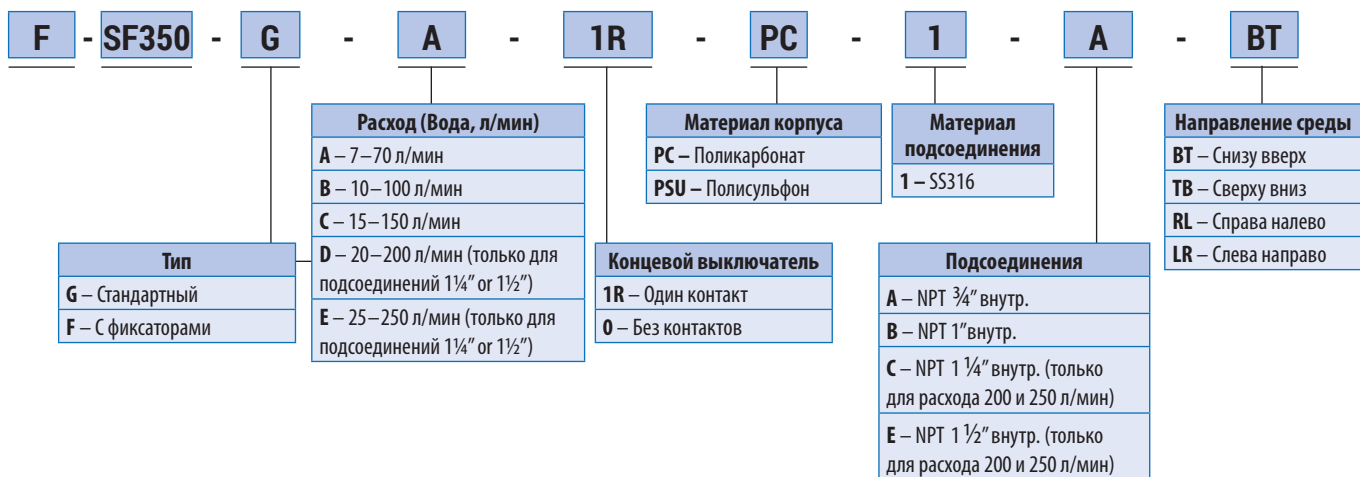 F - SF350 - G - A - 1R - PC - 1 - A - BT
Тип
G – Стандартный
F – С фиксаторами
Расход (Вода, л/мин)
A – 7–70 л/мин
B – 10–100 л/мин
C – 15–150 л/мин
D – 20–200 л/мин (только для
подсоединений 1¼” or 1½”)
E – 25–250 л/мин (только для
подсоединений 1¼” or 1½”)
Концевой выключатель
1R – Один контакт
0 – Без контактов
Материал корпуса
PC – Поликарбонат
PSU – Полисульфон
Материал
подсоединения
1 – SS316
Подсоединения
A – NPT ¾” внутр.
B – NPT 1”внутр.
C – NPT 1 ¼” внутр. (только
для расхода 200 и 250 л/мин)
E – NPT 1 ½” внутр. (только
для расхода 200 и 250 л/мин)
Направление среды
BT – Снизу вверх
TB – Сверху вниз
RL – Справа налево
LR – Слева направо